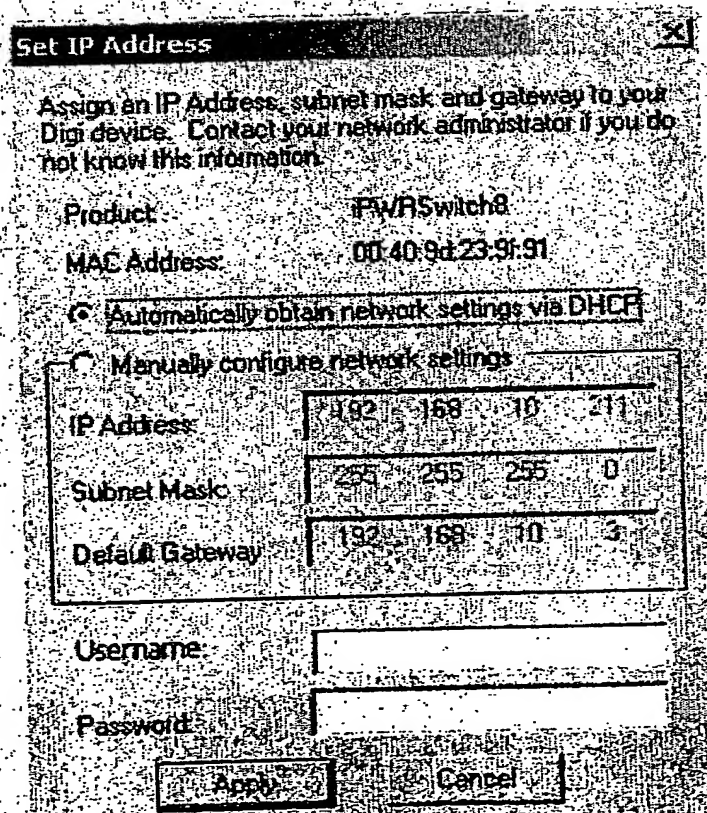 Set IP Address
Assign an IP Address, subnet mask and gateway to your
Digi device. Contact your network administrator if you do
not know this information.
Product: iPWRSwitch8
MAC Address: 00:40:9d:23:9f:91
Automatically obtain network settings via DHCP
Manually configure network settings
IP Address: 192 168 10 211
Subnet Mask: 255 255 255 0
Default Gateway: 192 168 10 3
Username:
Password:
Apply Cancel